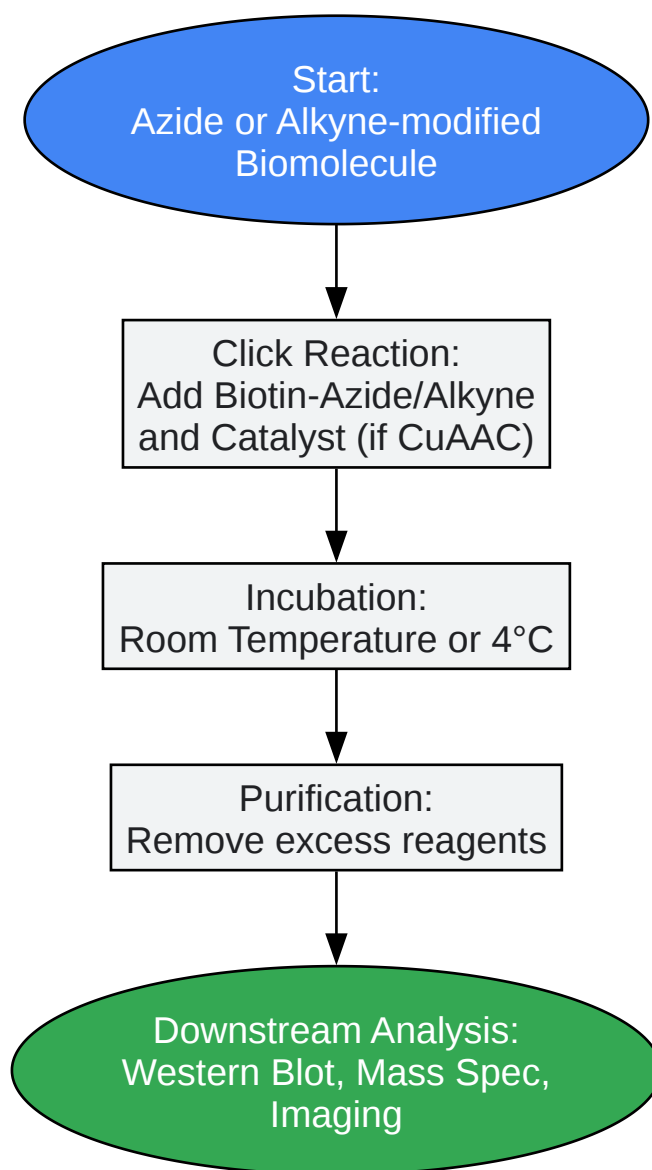 Start:
Azide or Alkyne-modified
Biomolecule
Click Reaction:
Add Biotin-Azide/Alkyne
and Catalyst (if CuAAC)
Incubation:
Room Temperature or 4°C
Purification:
Remove excess reagents
Downstream Analysis:
Western Blot, Mass Spec,
Imaging